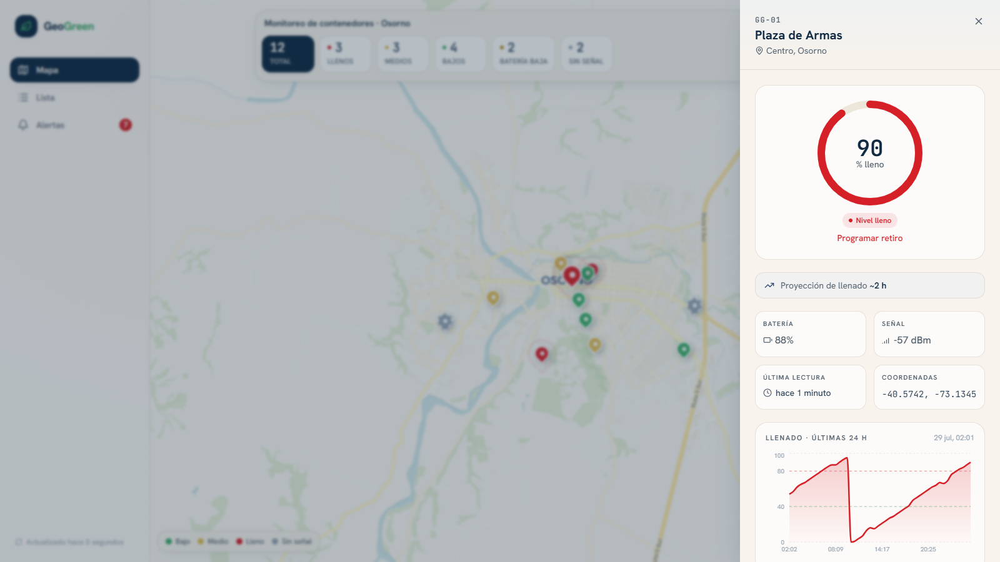 GeoGreen
Mapa
Lista
Alertas
7
Actualizado hace 0 segundos
Monitoreo de contenedores · Osorno
12
TOTAL
3
LLENOS
3
MEDIOS
4
BAJOS
2
BATERÍA BAJA
2
SIN SEÑAL
Bajo
Medio
Lleno
Sin señal
GG-01
Plaza de Armas
Centro, Osorno
90
% lleno
Nivel lleno
Programar retiro
Proyección de llenado ~2 h
BATERÍA
88%
SEÑAL
-57 dBm
ÚLTIMA LECTURA
hace 1 minuto
COORDENADAS
-40.5742, -73.1345
LLENADO · ÚLTIMAS 24 H
29 jul, 02:01
100
80
40
0
02:02 08:09 14:17 20:25